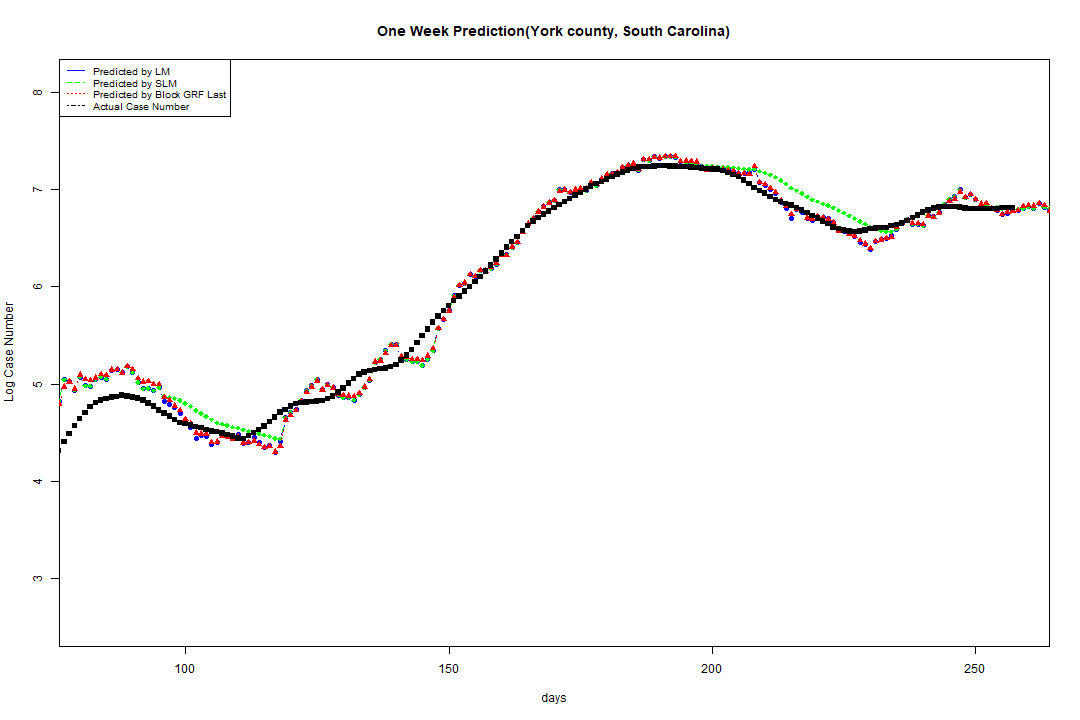 One Week Prediction(York county, South Carolina)
Predicted by LM
Predicted by SLM
Predicted by Block GRF Last
Actual Case Number
8
7
6
5
4
3
Log Case Number
100 150 200 250
days